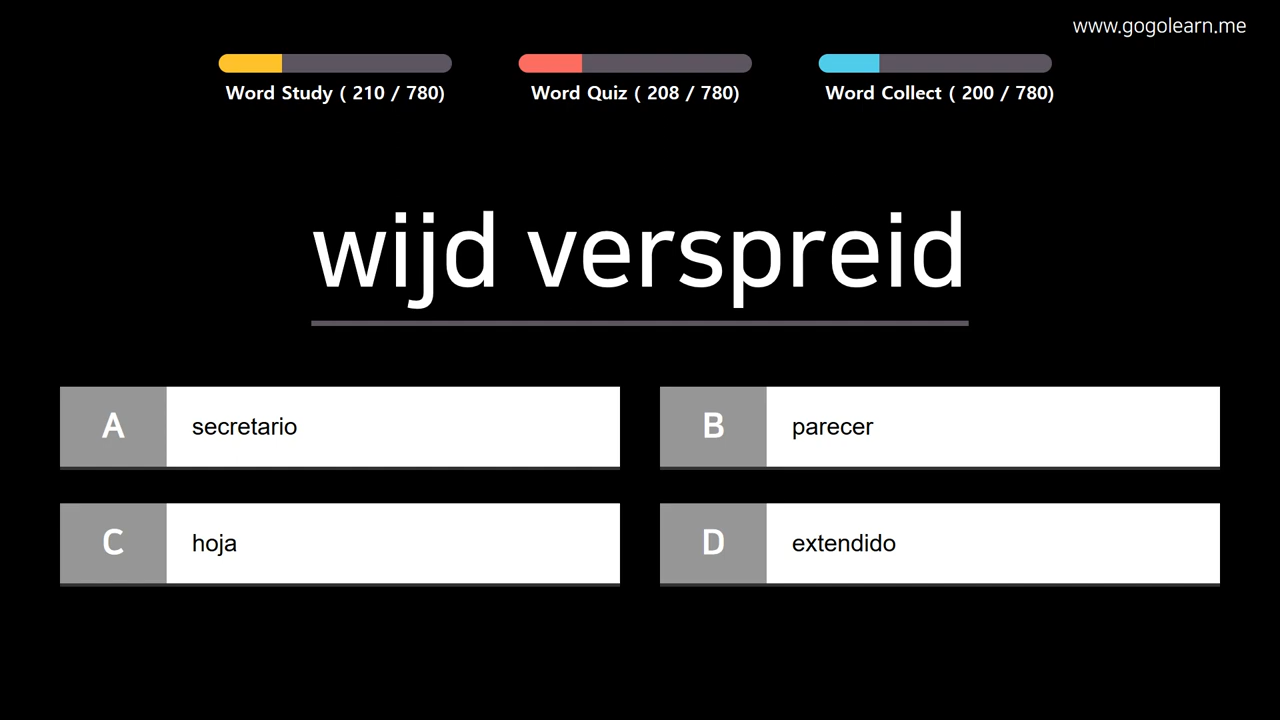 www.gogolearn.me
Word Study ( 210 / 780)
Word Quiz ( 208 / 780)
Word Collect ( 200 / 780)
wijd verspreid
A
secretario
B
parecer
C
hoja
D
extendido